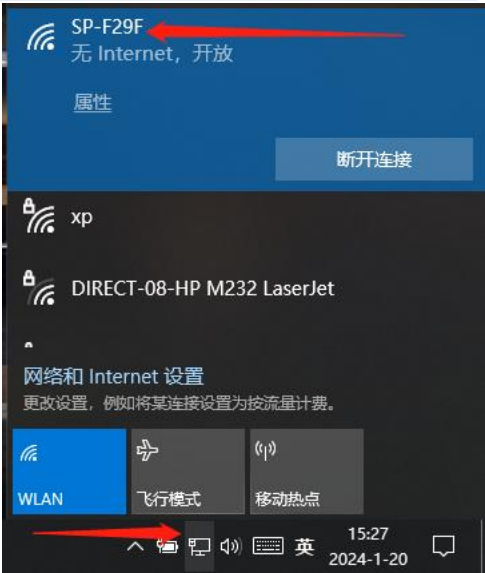 SP-F29F
无 Internet，开放
属性
断开连接
xp
DIRECT-08-HP M232 LaserJet
网络和 Internet 设置
更改设置，例如将某连接设置为按流量计费。
WLAN
飞行模式
移动热点
英
15:27
2024-1-20